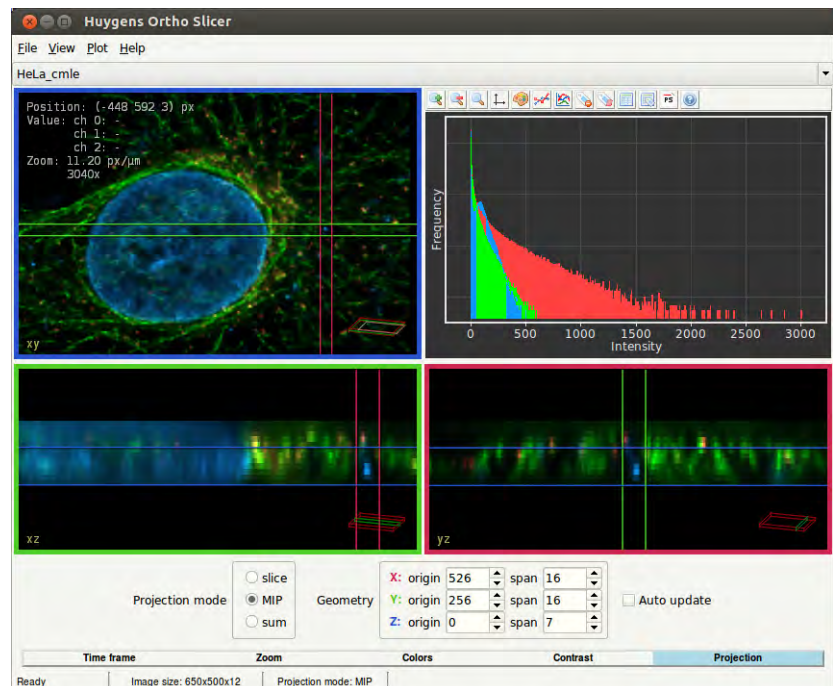 Huygens Ortho Slicer
File View Plot Help
HeLa_cmle
Position: (-448 592 3) px
Value: ch 0: -
ch 1: -
ch 2: -
Zoom: 11.20 px/μm
3040x
xy
PS
Frequency
0 500 1000 1500 2000 2500 3000
Intensity
xz
yz
Projection mode
slice
MIP
sum
Geometry
X: origin 526 span 16
Y: origin 256 span 16
Z: origin 0 span 7
Auto update
Time frame Zoom Colors Contrast Projection
Ready Image size: 650x500x12 Projection mode: MIP